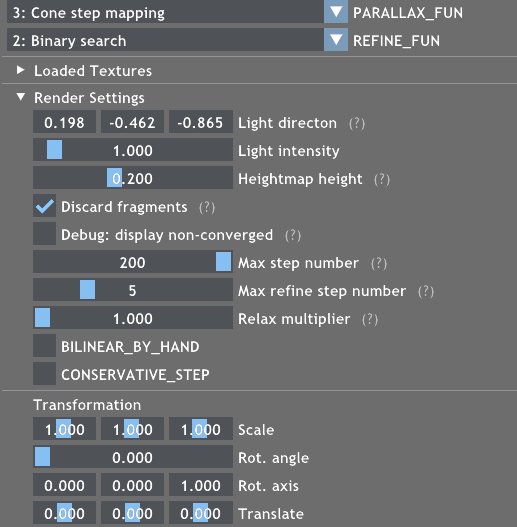 3: Cone step mapping PARALLAX_FUN
2: Binary search REFINE_FUN
Loaded Textures
Render Settings
0.198 -0.462 -0.865 Light directon (?)
1.000 Light intensity
0.200 Heightmap height (?)
Discard fragments (?)
Debug: display non-converged (?)
200 Max step number (?)
5 Max refine step number (?)
1.000 Relax multiplier (?)
BILINEAR_BY_HAND
CONSERVATIVE_STEP
Transformation
1.000 1.000 1.000 Scale
0.000 Rot. angle
0.000 0.000 1.000 Rot. axis
0.000 0.000 0.000 Translate